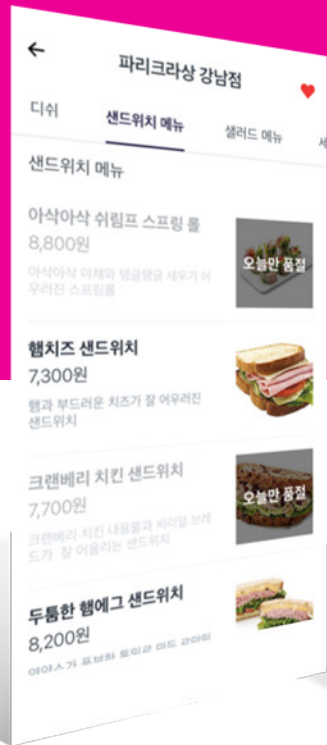 파리크라상 강남점
디쉬
샌드위치 메뉴
샐러드 메뉴
세
샌드위치 메뉴
아삭아삭 쉬림프 스프링 롤
8,800원
아삭아삭 야채와 탱글탱글 새우가 어
우러진 스프링롤
오늘만 품절
햄치즈 샌드위치
7,300원
햄과 부드러운 치즈가 잘 어우러진
샌드위치
크랜베리 치킨 샌드위치
7,700원
크랜베리 치킨 내용물과 씨리얼 브레
드가 잘 어울리는 샌드위치
오늘만 품절
두툼한 햄에그 샌드위치
8,200원